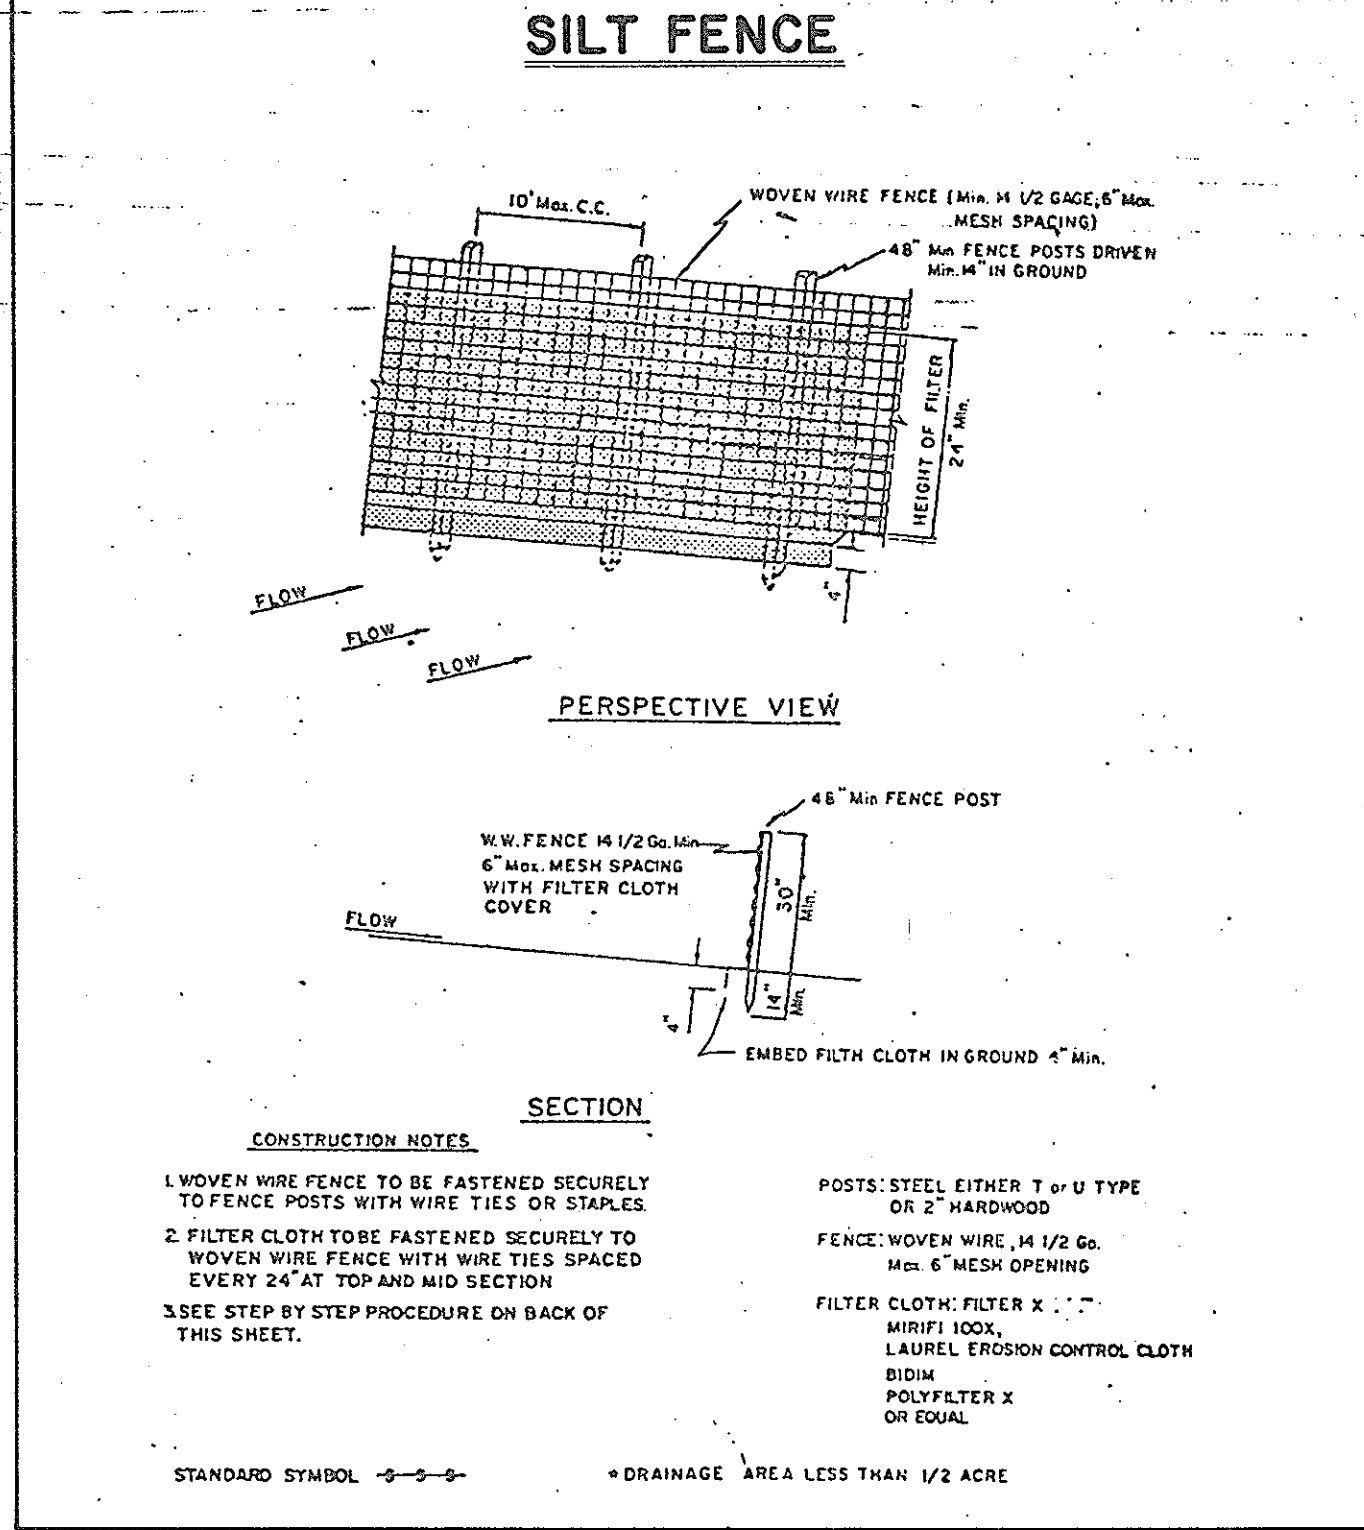 SILT FENCE
10' Max. C.C.
WOVEN WIRE FENCE (Min. 14 1/2 GAGE; 6" Max.
MESH SPACING)
48" Min FENCE POSTS DRIVEN
Min. 14" IN GROUND
HEIGHT OF FILTER
24" Min.
4"
FLOW
FLOW
FLOW
PERSPECTIVE VIEW
48" Min FENCE POST
W.W. FENCE 14 1/2 Ga. Min
6" Max. MESH SPACING
WITH FILTER CLOTH
COVER
30"
Min.
FLOW
14"
Min.
4"
EMBED FILTH CLOTH IN GROUND 4" Min.
SECTION
CONSTRUCTION NOTES
1. WOVEN WIRE FENCE TO BE FASTENED SECURELY
TO FENCE POSTS WITH WIRE TIES OR STAPLES.
2. FILTER CLOTH TO BE FASTENED SECURELY TO
WOVEN WIRE FENCE WITH WIRE TIES SPACED
EVERY 24" AT TOP AND MID SECTION
3. SEE STEP BY STEP PROCEDURE ON BACK OF
THIS SHEET.
POSTS: STEEL EITHER T or U TYPE
OR 2" HARDWOOD
FENCE: WOVEN WIRE, 14 1/2 Ga.
Max. 6" MESH OPENING
FILTER CLOTH: FILTER X
MIRIFI 100X,
LAUREL EROSION CONTROL CLOTH
BIDIM
POLYFILTER X
OR EQUAL
STANDARD SYMBOL -S-S-S-
* DRAINAGE AREA LESS THAN 1/2 ACRE